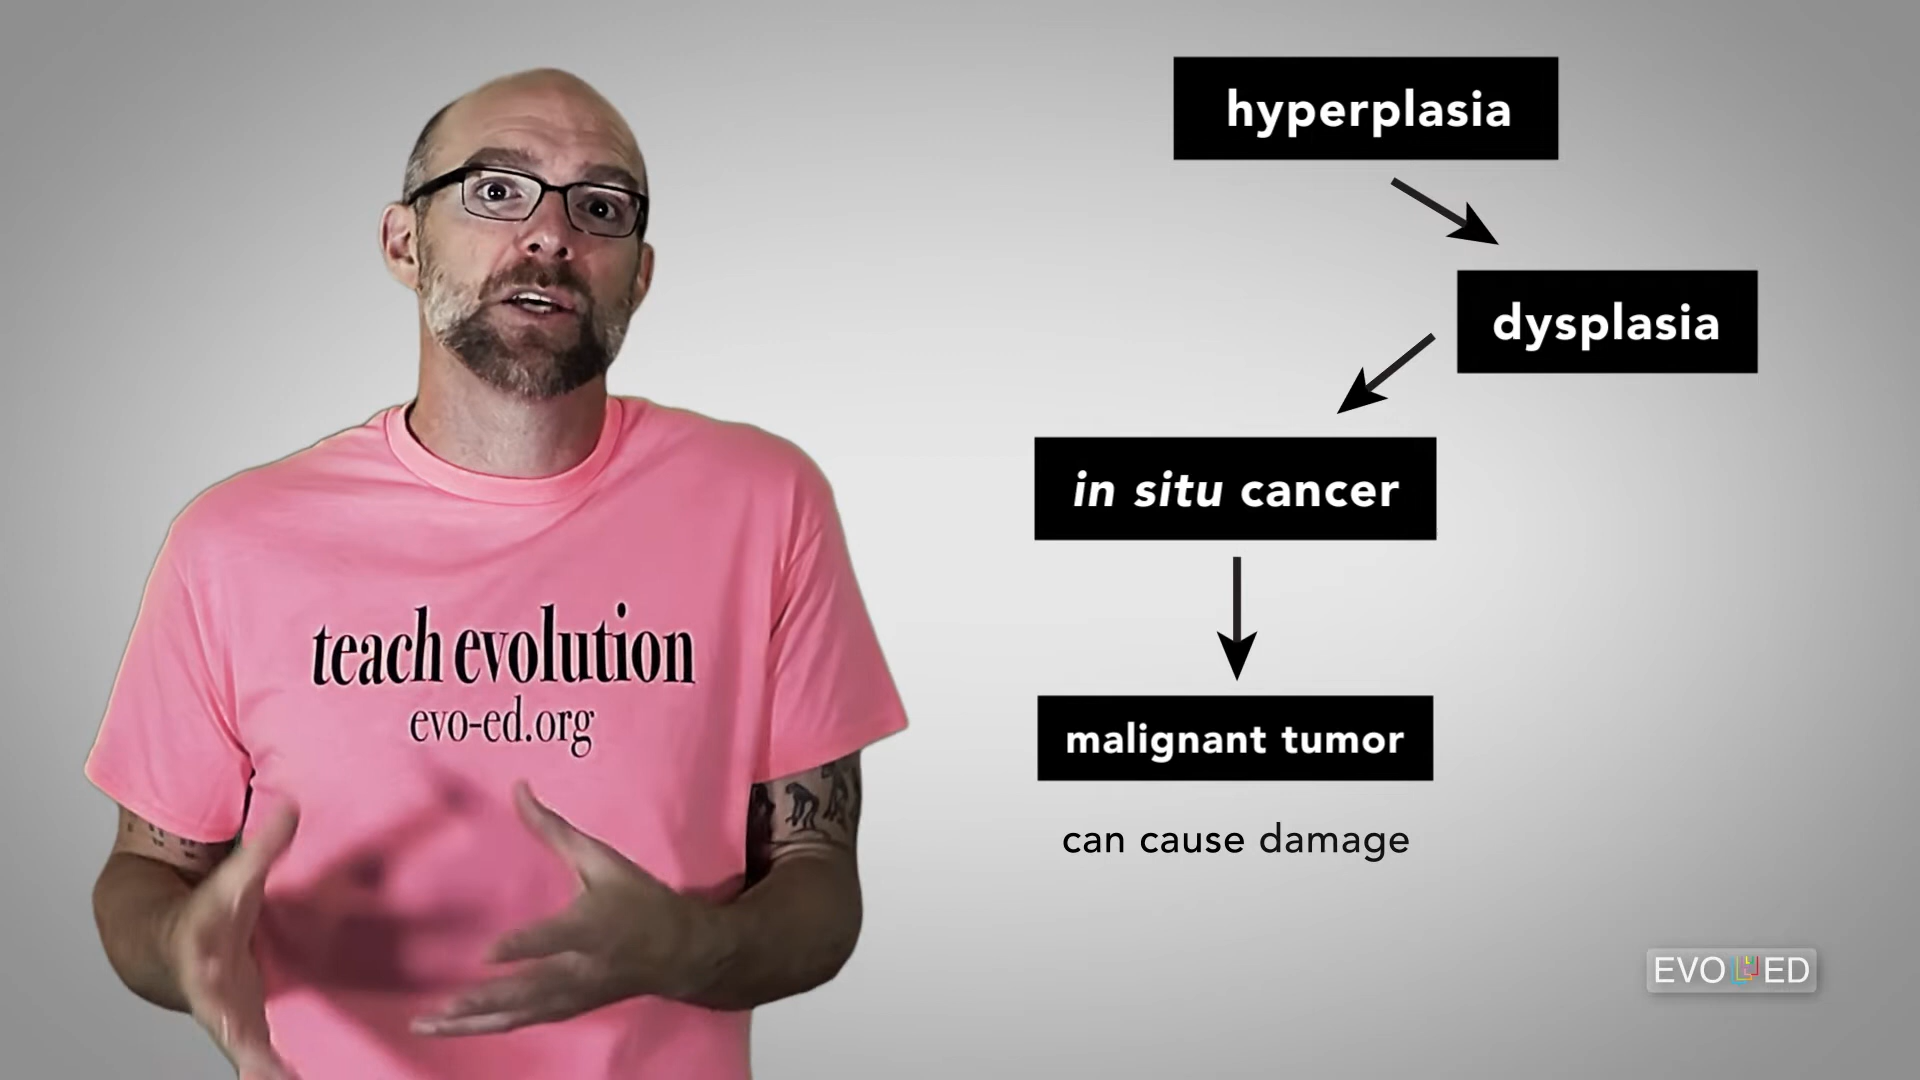 hyperplasia
dysplasia
in situ cancer
malignant tumor
can cause damage
teach evolution
evo-ed.org
EVO ED